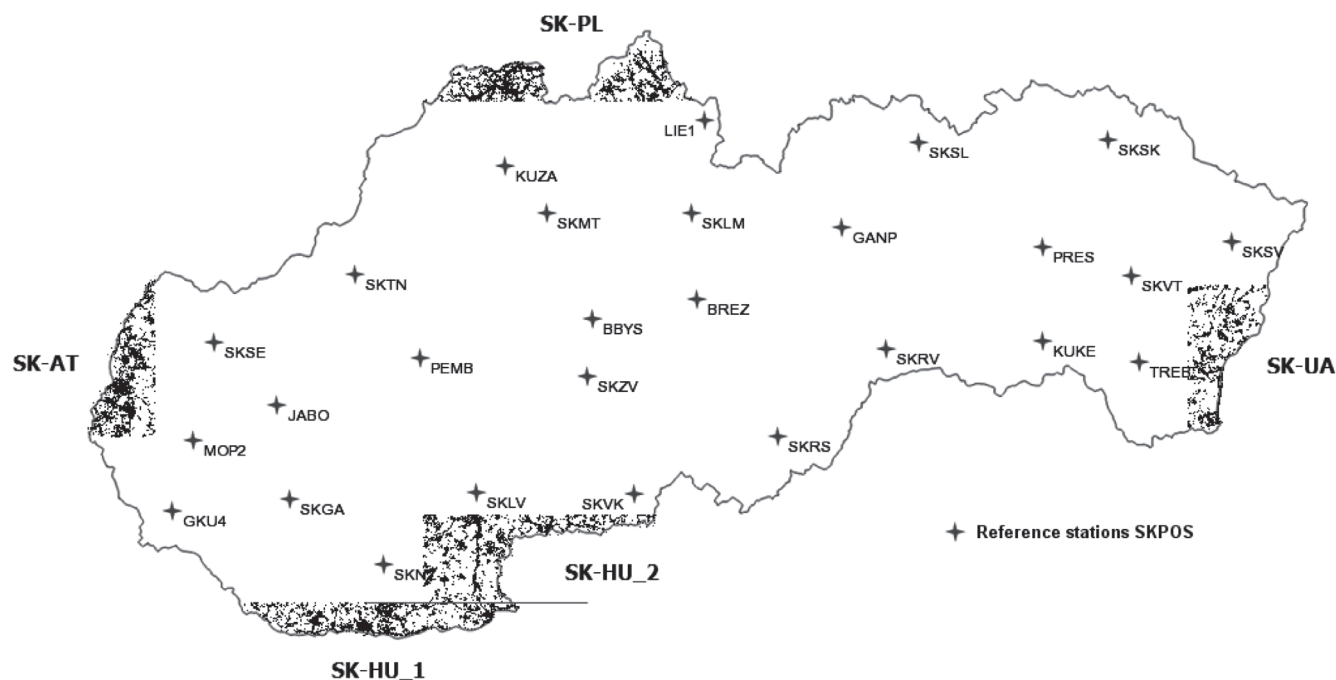 SK-PL
LIE1
SKSL
SKSK
KUZA
SKMT
SKLM
GANP
PRES
SKSV
SKTN
SKVT
BREZ
BBYS
SKSE
SKRV
KUKE
SK-AT
PEMB
TREB
SK-UA
SKZV
JABO
MOP2
SKRS
SKLV
SKVK
SKGA
GKU4
Reference stations SKPOS
SK-HU_2
SK-HU_1